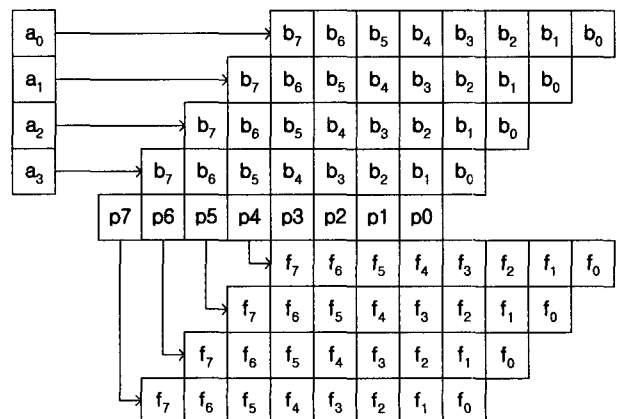 a₀ b₇ b₆ b₅ b₄ b₃ b₂ b₁ b₀
a₁ b₇ b₆ b₅ b₄ b₃ b₂ b₁ b₀
a₂ b₇ b₆ b₅ b₄ b₃ b₂ b₁ b₀
a₃ b₇ b₆ b₅ b₄ b₃ b₂ b₁ b₀
p7 p6 p5 p4 p3 p2 p1 p0
f₇ f₆ f₅ f₄ f₃ f₂ f₁ f₀
f₇ f₆ f₅ f₄ f₃ f₂ f₁ f₀
f₇ f₆ f₅ f₄ f₃ f₂ f₁ f₀
f₇ f₆ f₅ f₄ f₃ f₂ f₁ f₀